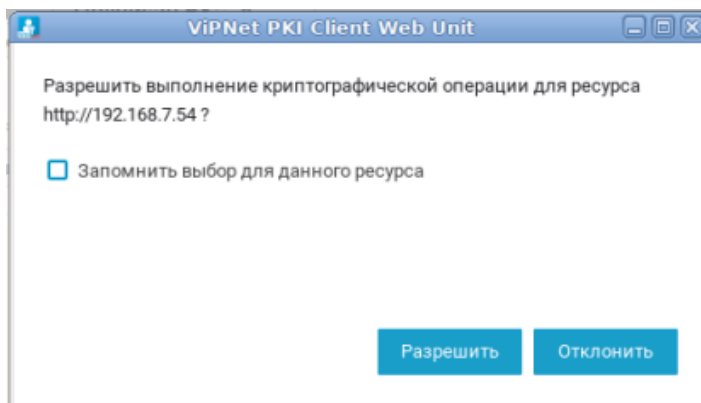 ViPNet PKI Client Web Unit
Разрешить выполнение криптографической операции для ресурса
http://192.168.7.54 ?
Запомнить выбор для данного ресурса
Разрешить Отклонить